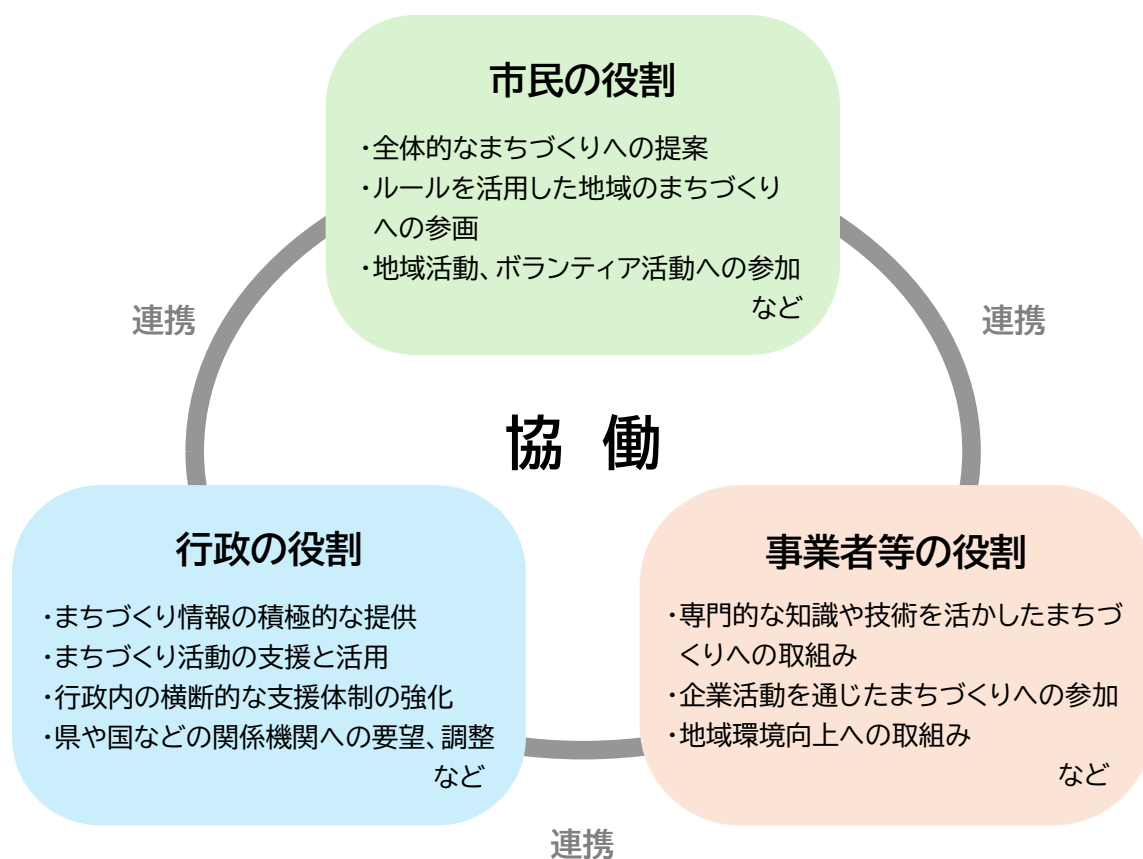 市民の役割
・全体的なまちづくりへの提案
・ルールを活用した地域のまちづくり
への参画
・地域活動、ボランティア活動への参加
など
連携
連携
協 働
行政の役割
・まちづくり情報の積極的な提供
・まちづくり活動の支援と活用
・行政内の横断的な支援体制の強化
・県や国などの関係機関への要望、調整
など
事業者等の役割
・専門的な知識や技術を活かしたまちづ
くりへの取組み
・企業活動を通じたまちづくりへの参加
・地域環境向上への取組み
など
連携